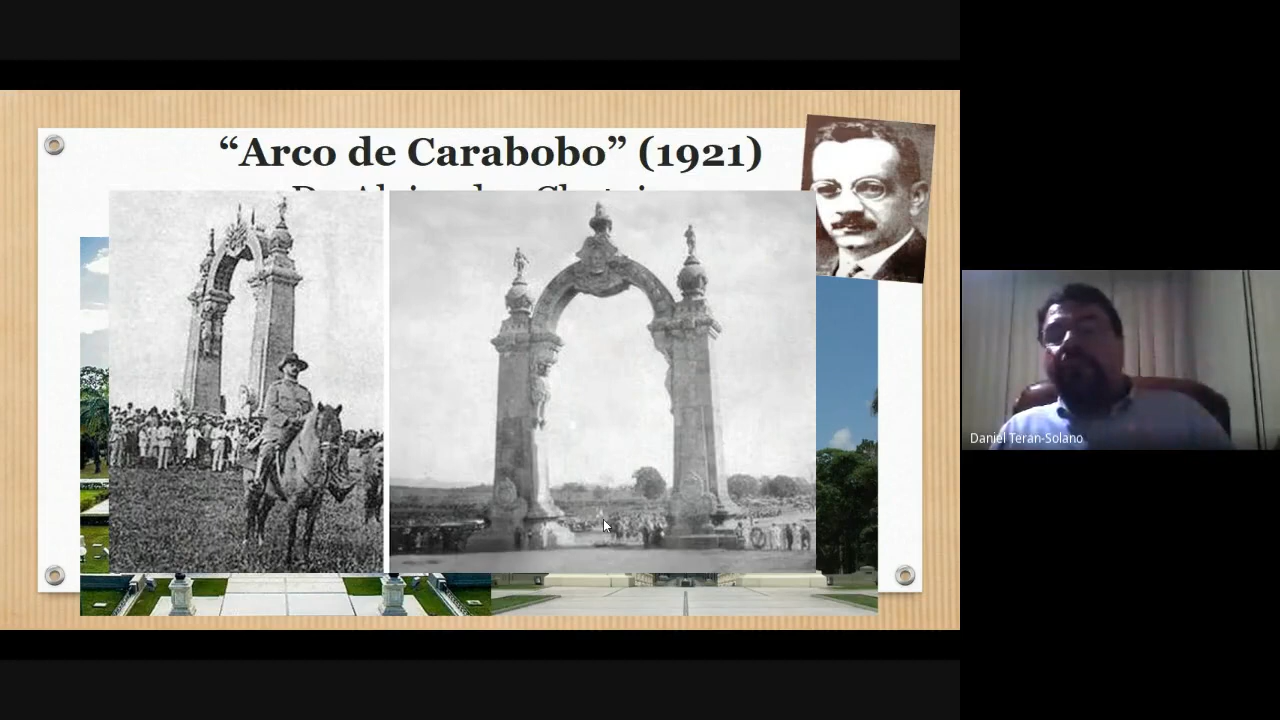 “Arco de Carabobo” (1921)
Daniel Teran-Solano